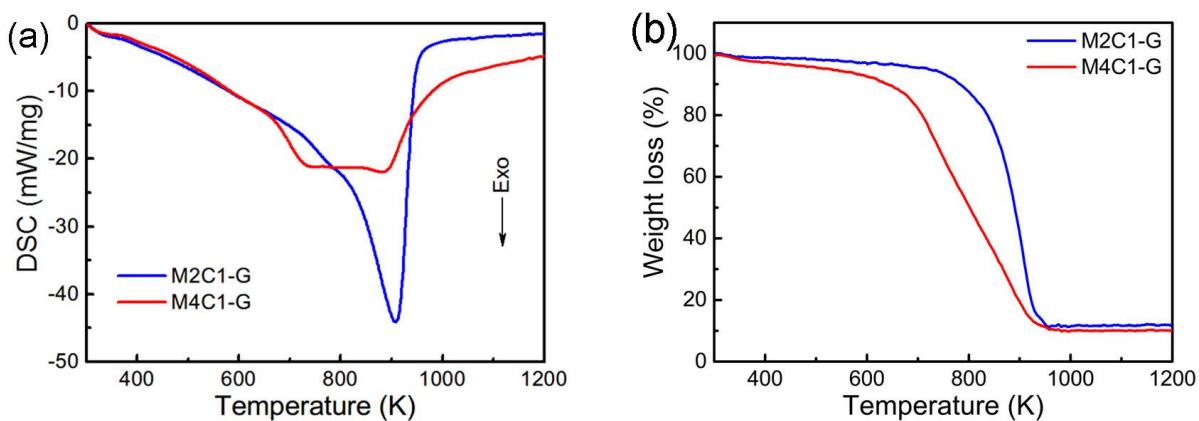 (a)
DSC (mW/mg)
0
-10
-20
-30
-40
-50
400 600 800 1000 1200
Temperature (K)
M2C1-G
M4C1-G
Exo
(b)
Weight loss (%)
100
80
60
40
20
0
400 600 800 1000 1200
Temperature (K)
M2C1-G
M4C1-G